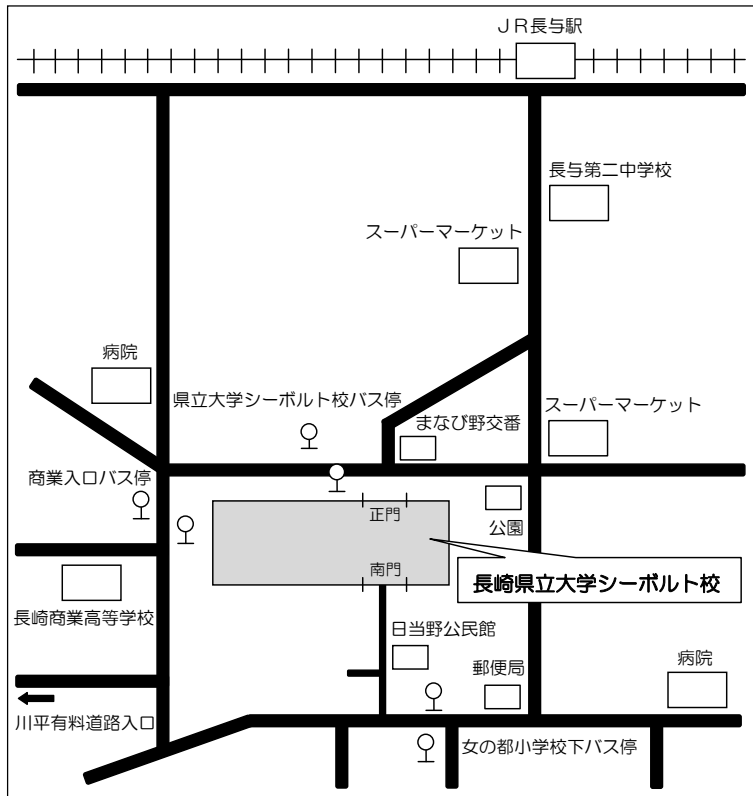 ＪＲ長与駅
長与第二中学校
スーパーマーケット
病院
県立大学シーボルト校バス停
まなび野交番
スーパーマーケット
商業入口バス停
正門
公園
南門
長崎県立大学シーボルト校
長崎商業高等学校
日当野公民館
郵便局
病院
川平有料道路入口
女の都小学校下バス停